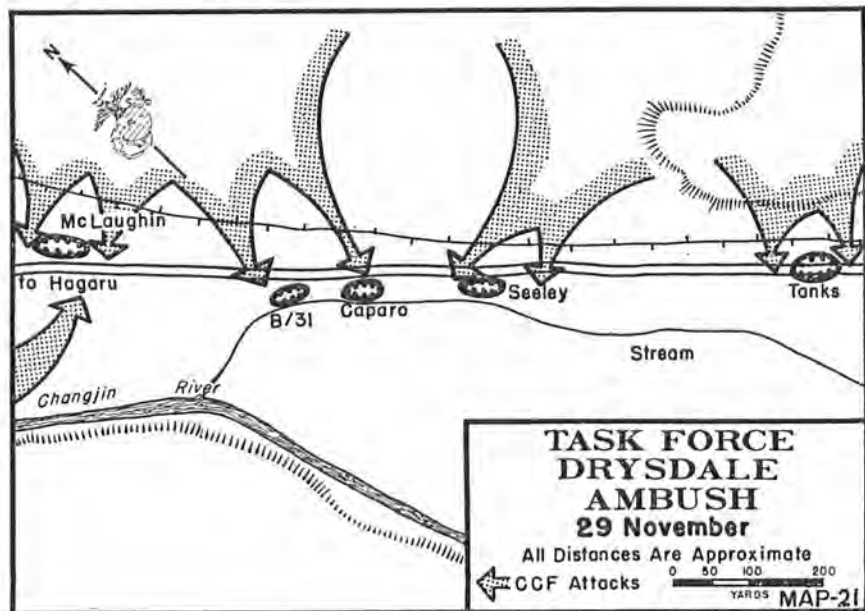 N
McLaughin
to Hagaru
B/31
Caparo
Seeley
Tanks
Stream
Changjin River
TASK FORCE
DRYSDALE
AMBUSH
29 November
All Distances Are Approximate
CCF Attacks
0 50 100 200
YARDS
MAP-21